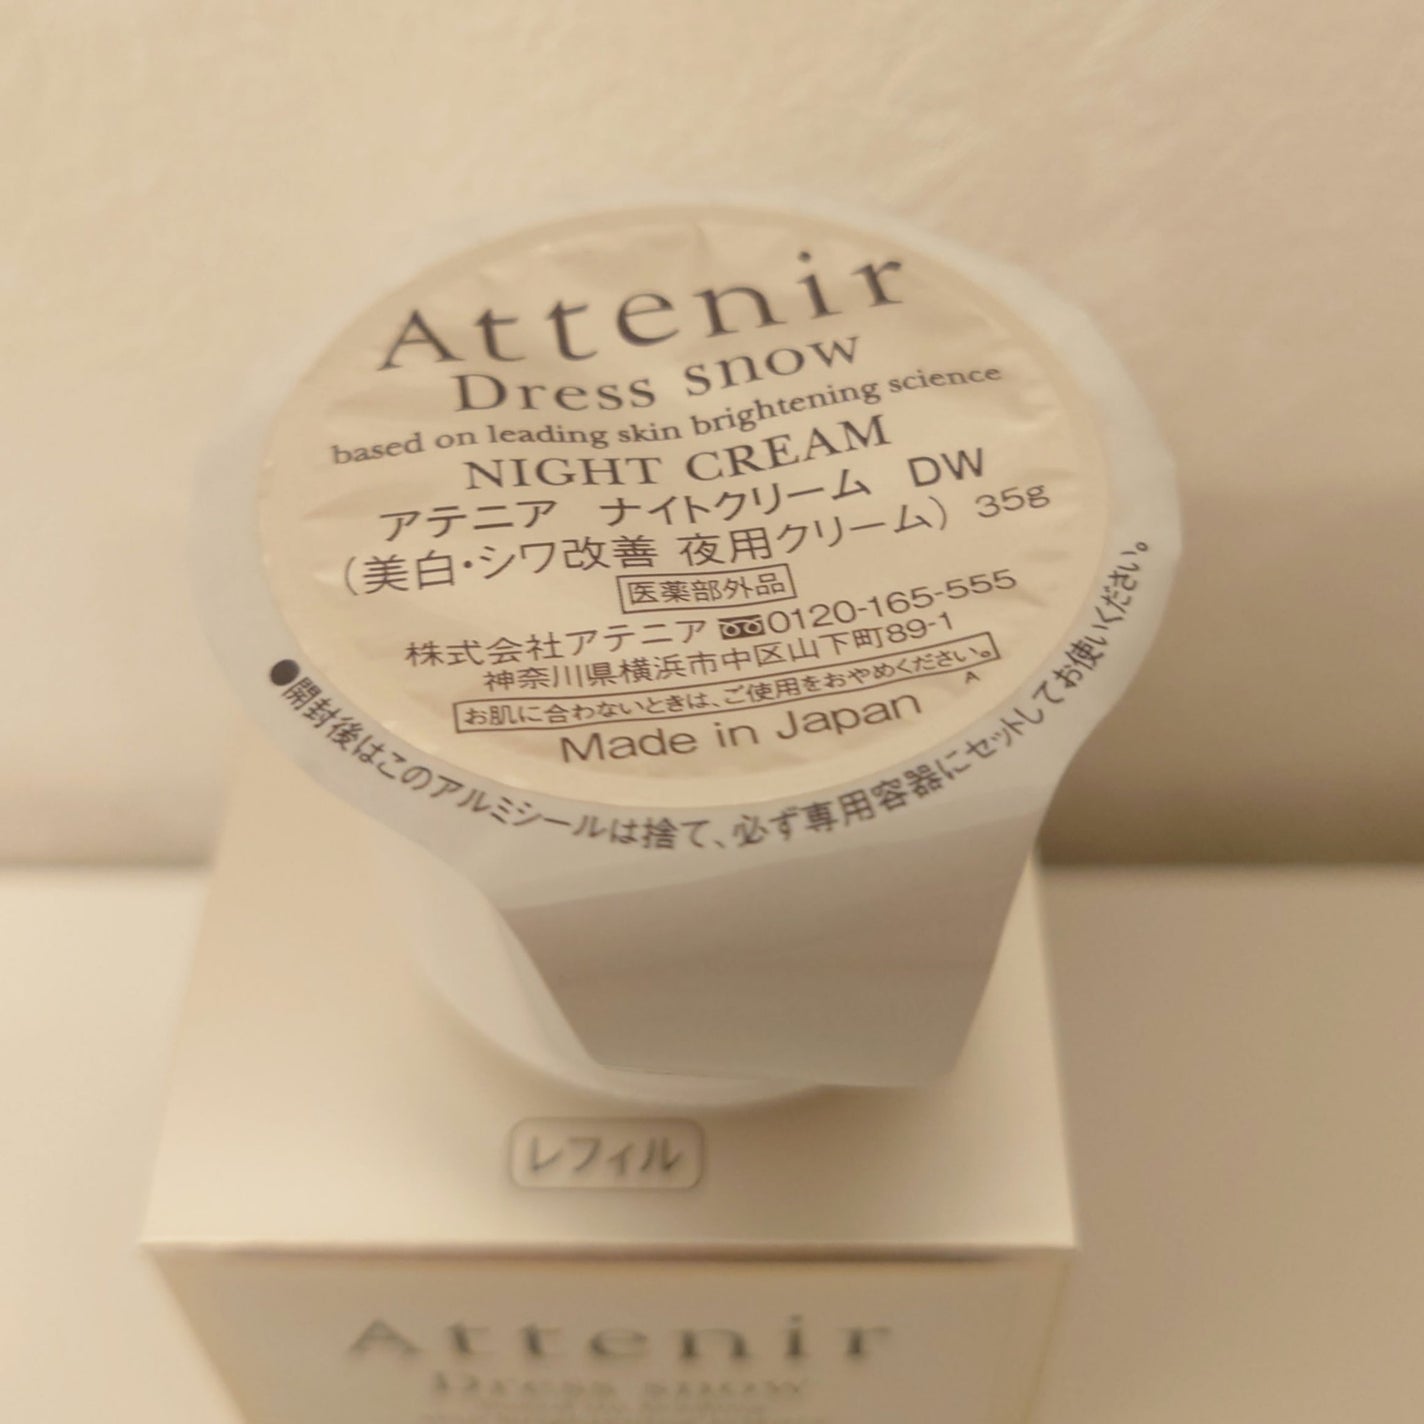 Attenir
Dress snow
based on leading skin brightening science
NIGHT CREAM
アテニア ナイトクリーム DW
（美白・シワ改善 夜用クリーム）35g
医薬部外品
株式会社アテニア 0120-165-555
神奈川県横浜市中区山下町89-1
お肌に合わないときは、ご使用をおやめください。
A
Made in Japan
●開封後はこのアルミシールは捨て、必ず専用容器にセットしてお使いください。
レフィル
Attenir
Dress snow